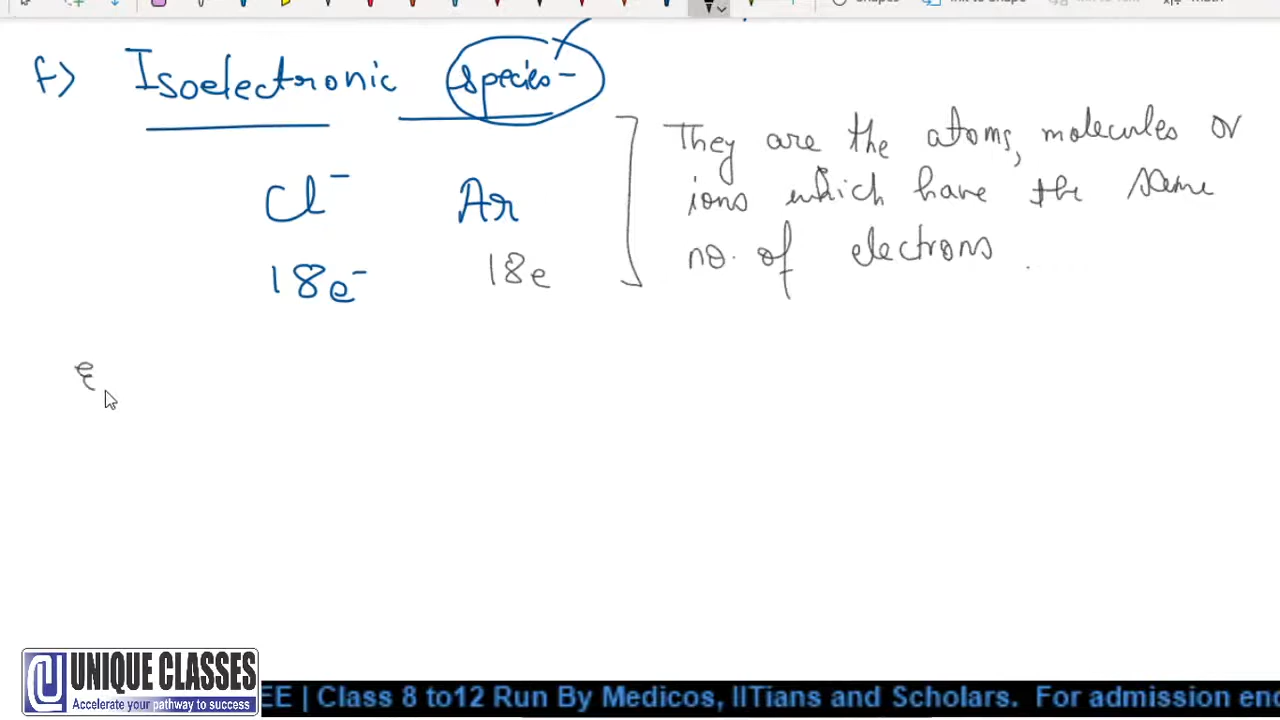 f) Isoelectronic species-
Cl⁻ Ar
18e⁻ 18e
They are the atoms, molecules or
ions which have the same
no. of electrons.
UNIQUE CLASSES
Accelerate your pathway to success
EE | Class 8 to12 Run By Medicos, IITians and Scholars. For admission enq